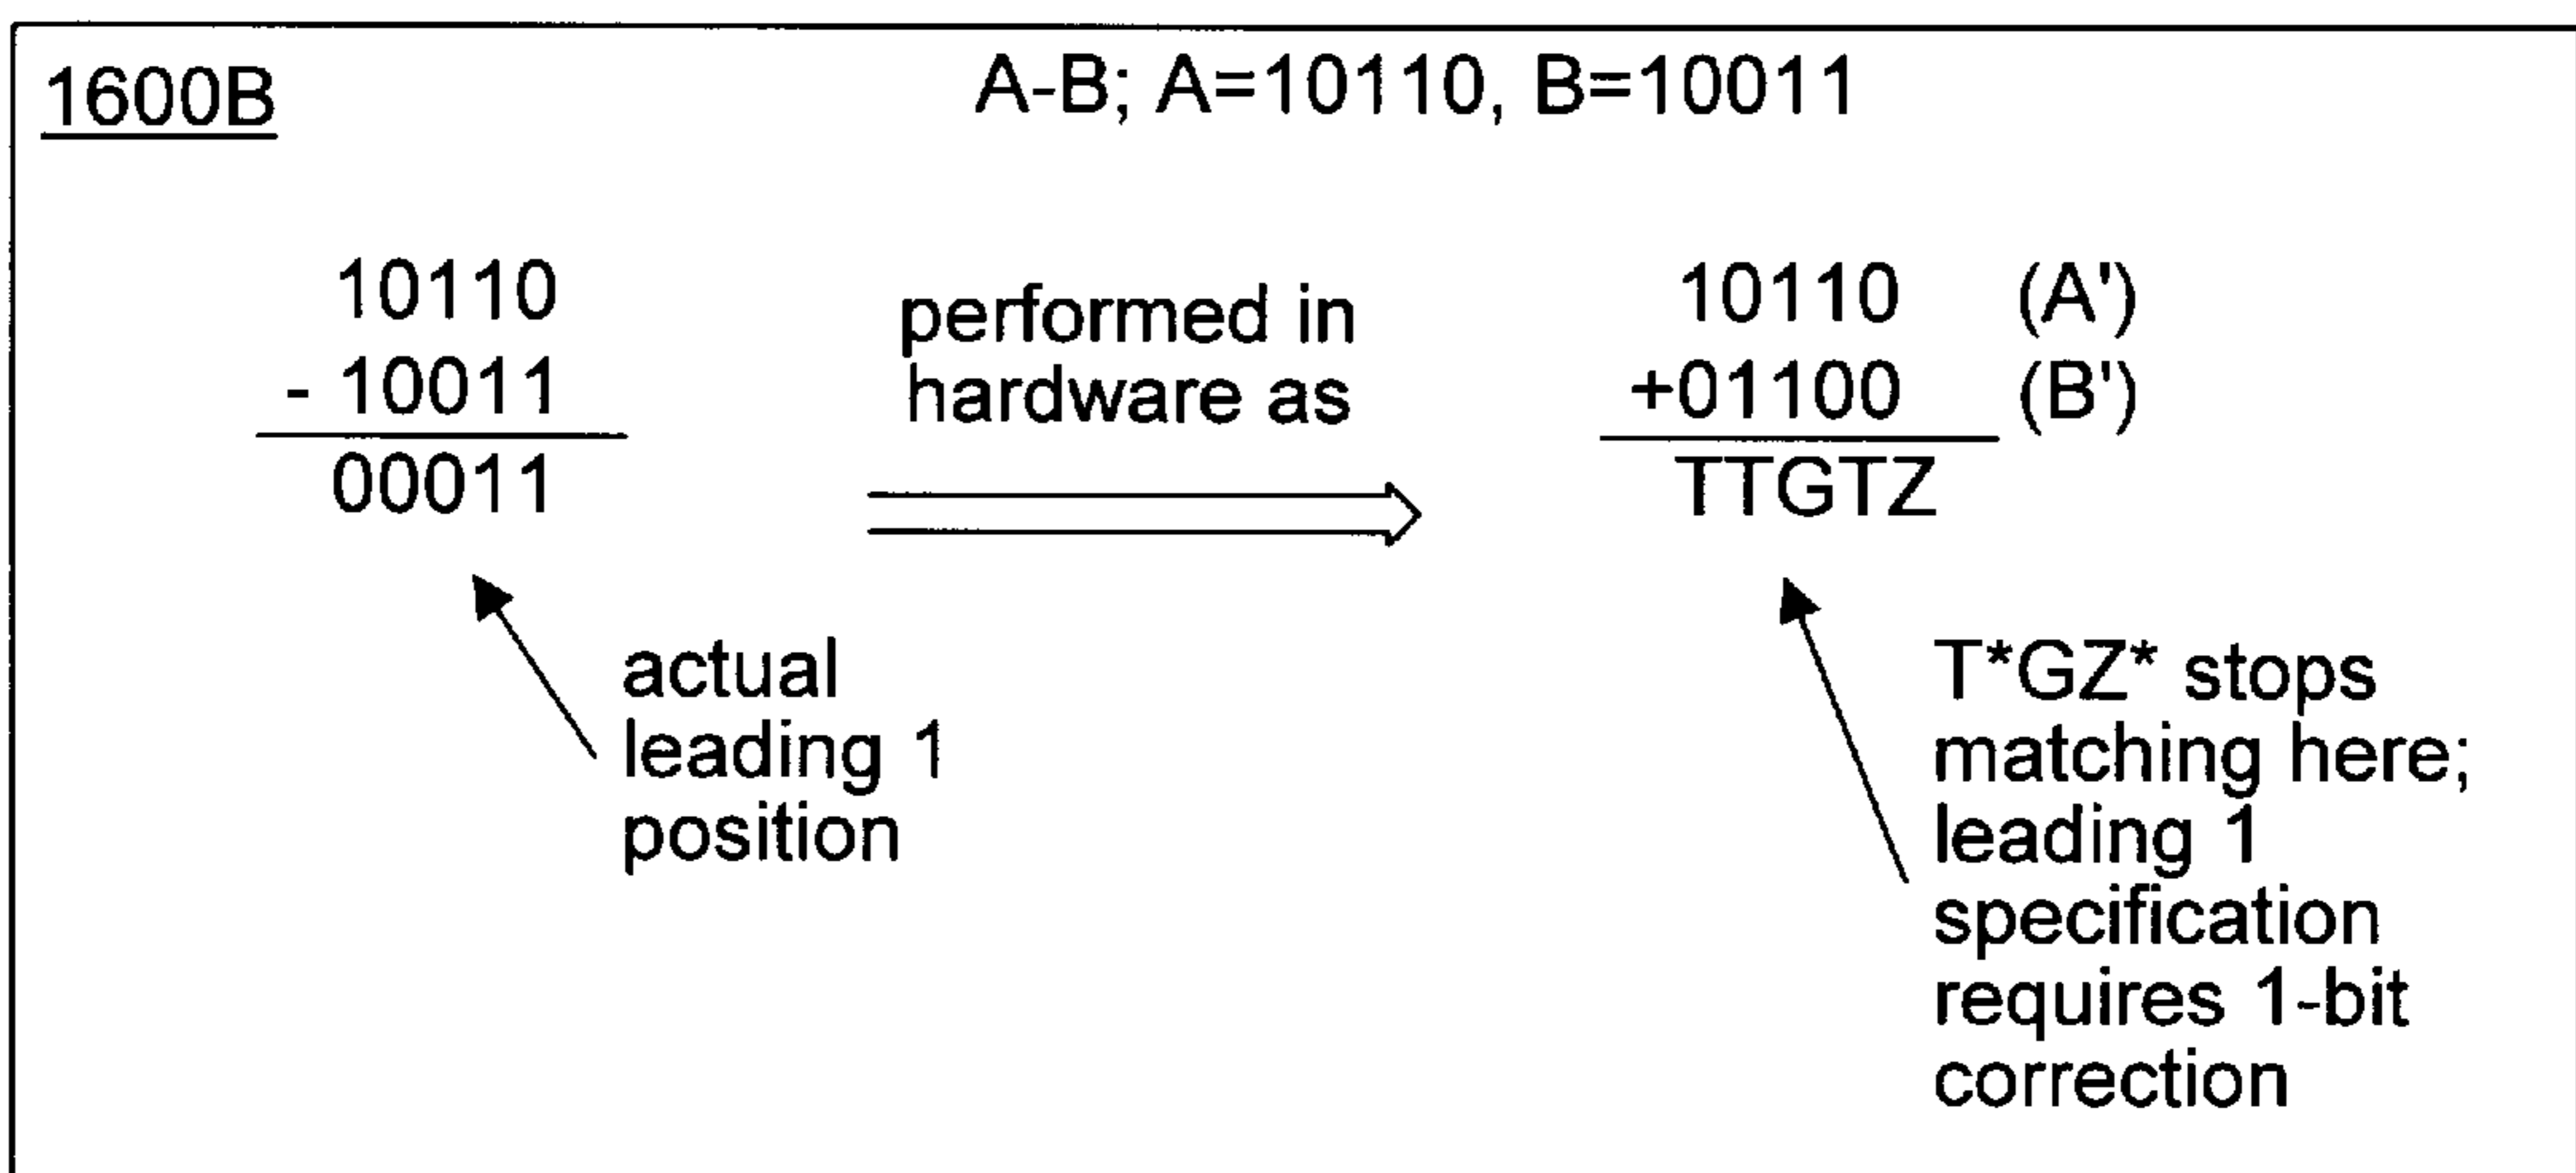 1600B
A-B; A=10110, B=10011
10110
- 10011
00011
performed in
hardware as
10110 (A')
+01100 (B')
TTGTZ
actual
leading 1
position
T*GZ* stops
matching here;
leading 1
specification
requires 1-bit
correction